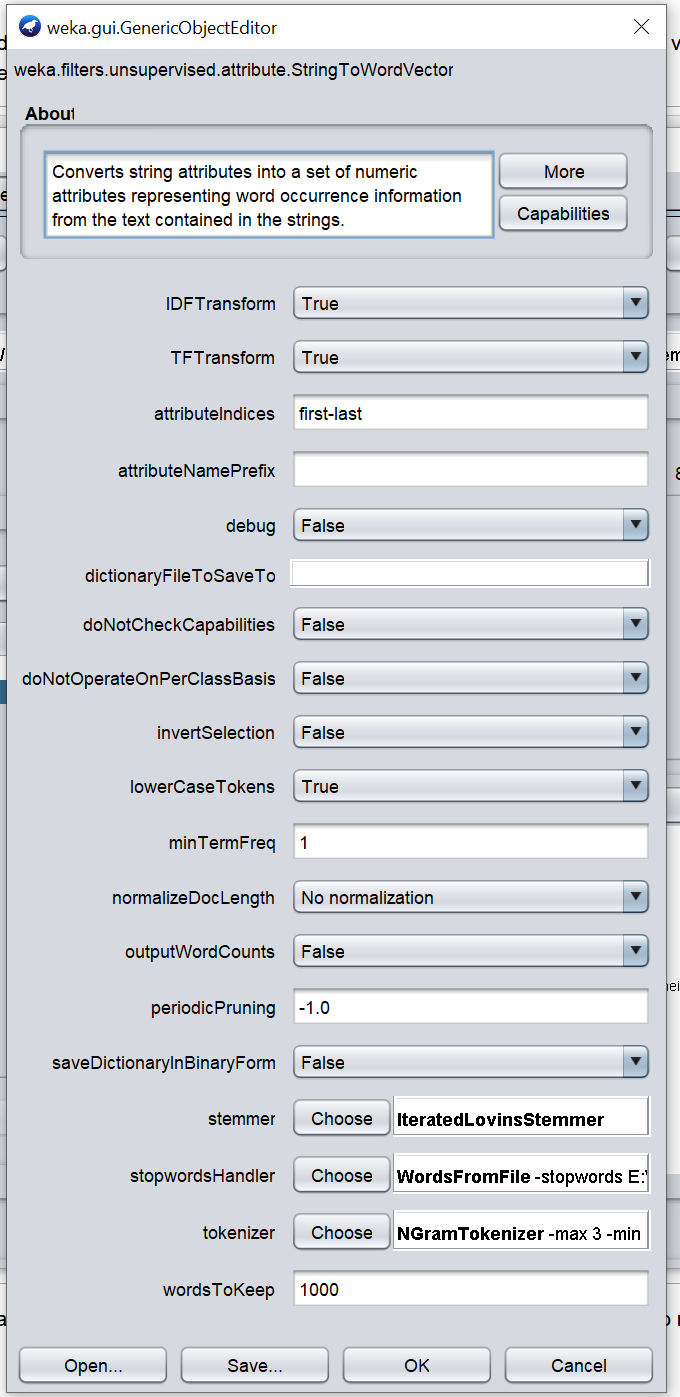 weka.gui.GenericObjectEditor
weka.filters.unsupervised.attribute.StringToWordVector
About
Converts string attributes into a set of numeric
attributes representing word occurrence information
from the text contained in the strings.
More
Capabilities
IDFTransform True
TFTransform True
attributeIndices first-last
attributeNamePrefix
debug False
dictionaryFileToSaveTo
doNotCheckCapabilities False
doNotOperateOnPerClassBasis False
invertSelection False
lowerCaseTokens True
minTermFreq 1
normalizeDocLength No normalization
outputWordCounts False
periodicPruning -1.0
saveDictionaryInBinaryForm False
stemmer Choose IteratedLovinsStemmer
stopwordsHandler Choose WordsFromFile -stopwords E:\
tokenizer Choose NGramTokenizer -max 3 -min
wordsToKeep 1000
Open... Save... OK Cancel